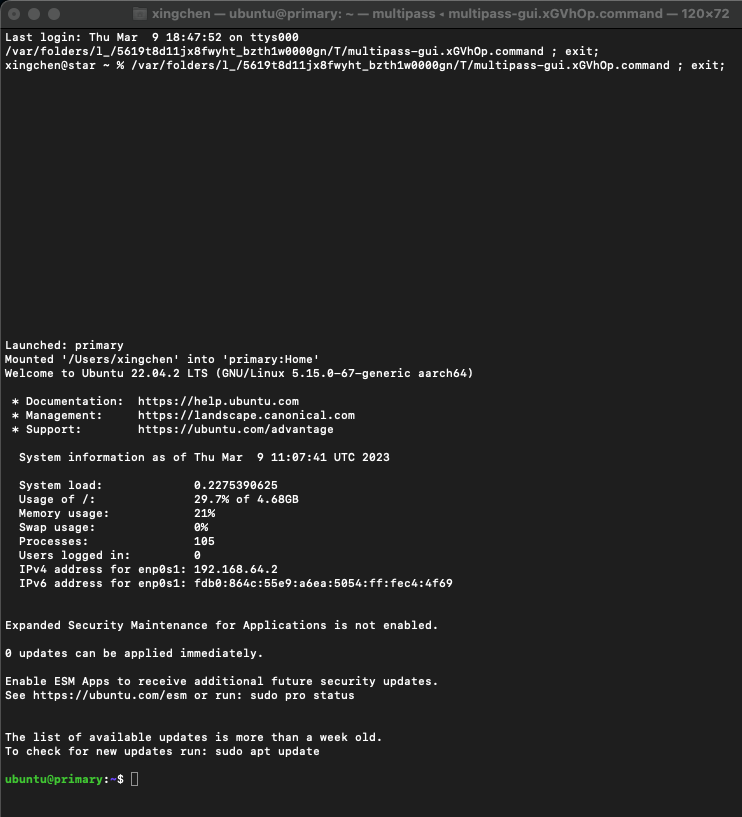 xingchen — ubuntu@primary: ~ — multipass ◂ multipass-gui.xGVhOp.command — 120×72
Last login: Thu Mar  9 18:47:52 on ttys000
/var/folders/l_/5619t8d11jx8fwyht_bzth1w0000gn/T/multipass-gui.xGVhOp.command ; exit;
xingchen@star ~ % /var/folders/l_/5619t8d11jx8fwyht_bzth1w0000gn/T/multipass-gui.xGVhOp.command ; exit;
Launched: primary
Mounted '/Users/xingchen' into 'primary:Home'
Welcome to Ubuntu 22.04.2 LTS (GNU/Linux 5.15.0-67-generic aarch64)
* Documentation:  https://help.ubuntu.com
* Management:     https://landscape.canonical.com
* Support:        https://ubuntu.com/advantage
System information as of Thu Mar  9 11:07:41 UTC 2023
System load:             0.2275390625
Usage of /:              29.7% of 4.68GB
Memory usage:            21%
Swap usage:              0%
Processes:               105
Users logged in:         0
IPv4 address for enp0s1: 192.168.64.2
IPv6 address for enp0s1: fdb0:864c:55e9:a6ea:5054:ff:fec4:4f69
Expanded Security Maintenance for Applications is not enabled.
0 updates can be applied immediately.
Enable ESM Apps to receive additional future security updates.
See https://ubuntu.com/esm or run: sudo pro status
The list of available updates is more than a week old.
To check for new updates run: sudo apt update
ubuntu@primary:~$